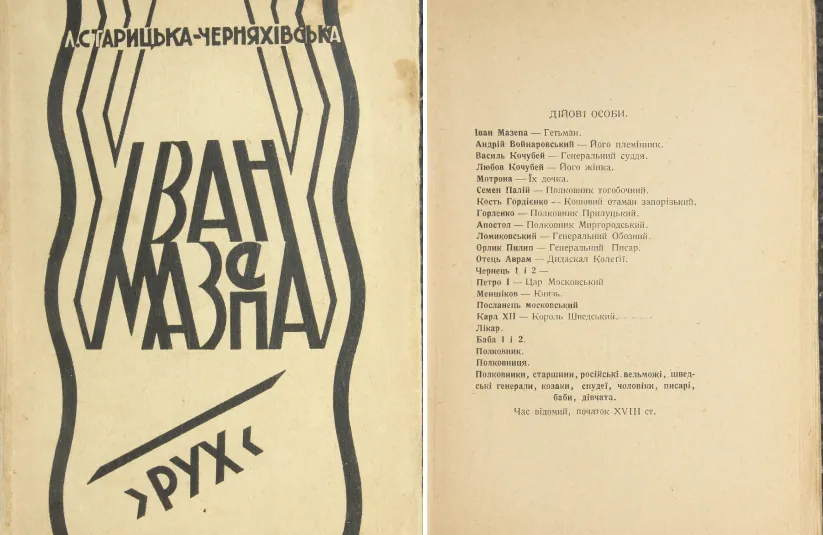 Л.СТАРИЦЬКА-ЧЕРНЯХІВСЬКА
ІВАН
МАЗЕПА
›РУХ‹
ДІЙОВІ ОСОБИ.
Іван Мазепа — Гетьман.
Андрій Войнаровський — Його племінник.
Василь Кочубей — Генеральний суддя.
Любов Кочубей — Його жінка.
Мотрона — Їх дочка.
Семен Палій — Полковник тогобочний.
Кость Гордієнко — Кошовий отаман запорізький.
Горленко — Полковник Прилуцький.
Апостол — Полковник Миргородський.
Ломиковський — Генеральний Обозний.
Орлик Пилип — Генеральний Писар.
Отець Аврам — Дидаскал Колегії.
Чернець 1 і 2 —
Петро І — Цар Московський
Меншіков — Князь.
Посланець московський
Карл XII — Король Шведський.
Лікар.
Баба 1 і 2.
Полковник.
Полковниця.
Полковники, старшини, російські вельможі, швед-
ські генерали, козаки, спудеї, чоловіки, писарі,
баби, дівчата.
Час відомий, початок XVIII ст.